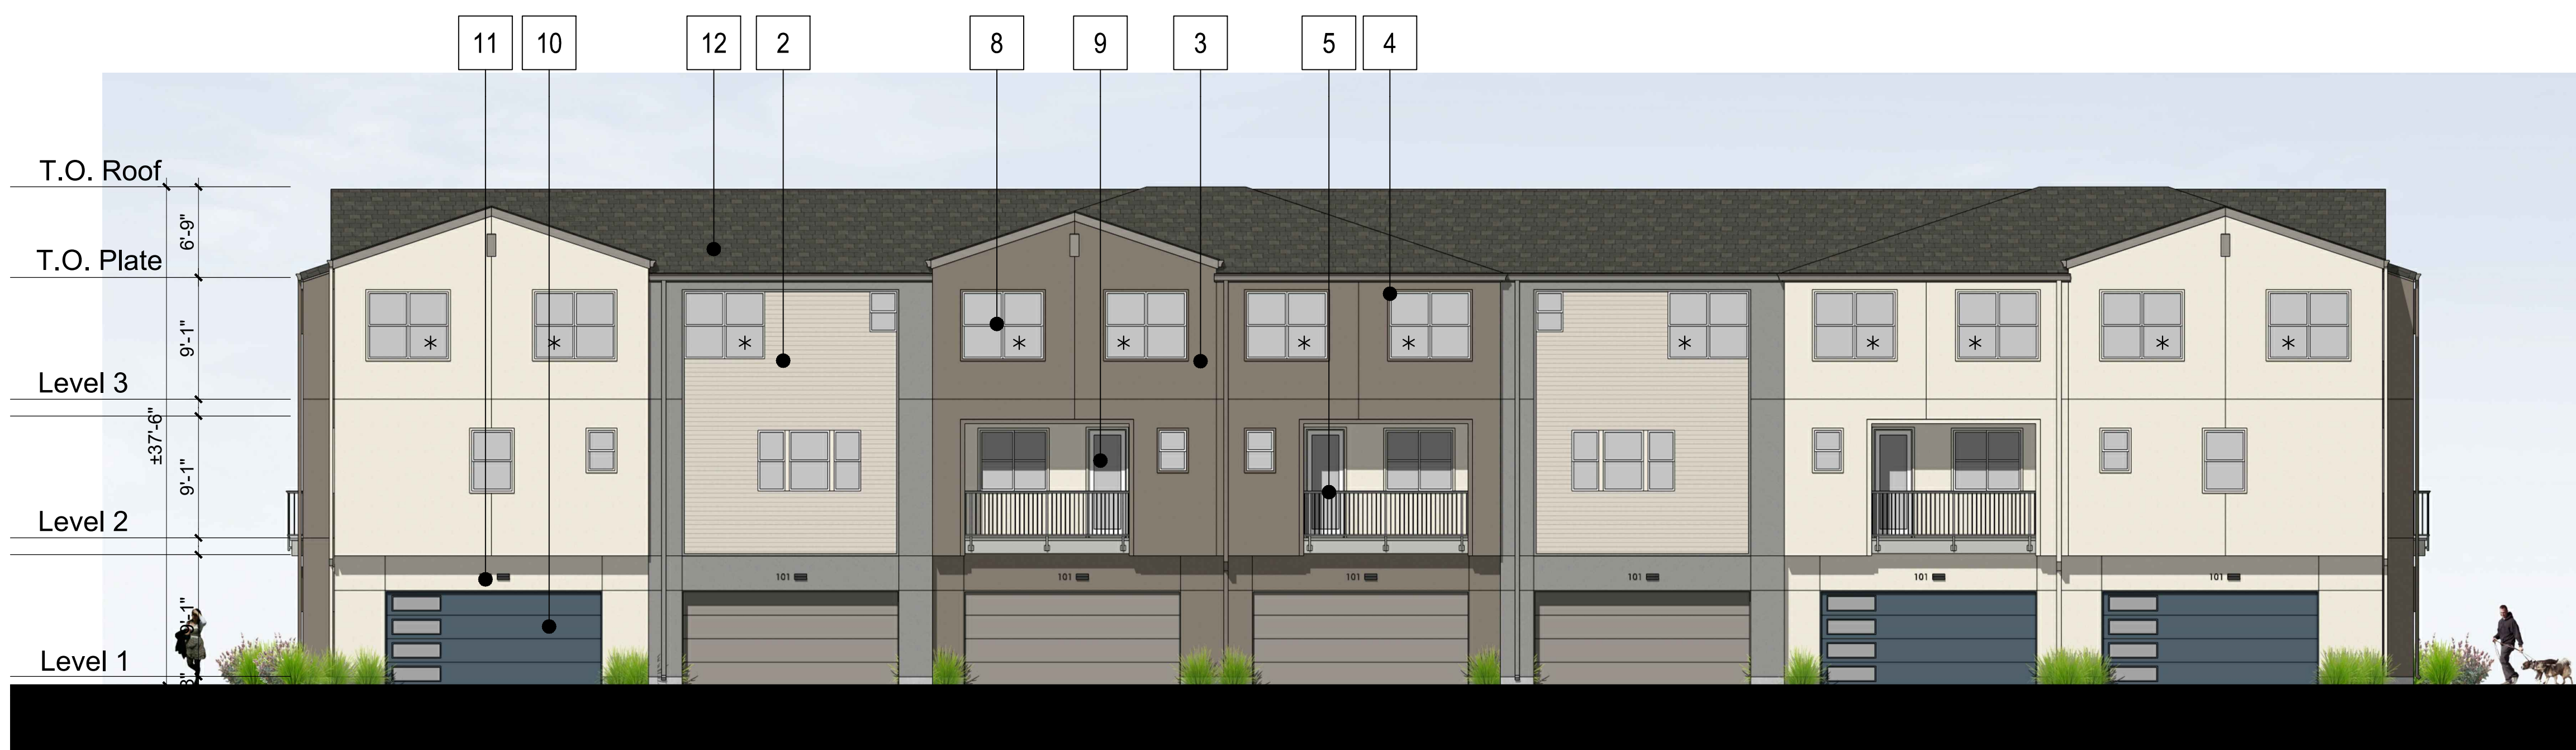 11 10 12 2 8 9 3 5 4
T.O. Roof
6'-9"
T.O. Plate
9'-1"
Level 3
±37'-6"
9'-1"
Level 2
* * * * * * * * * * * *
101 101 101 101 101 101
Level 1